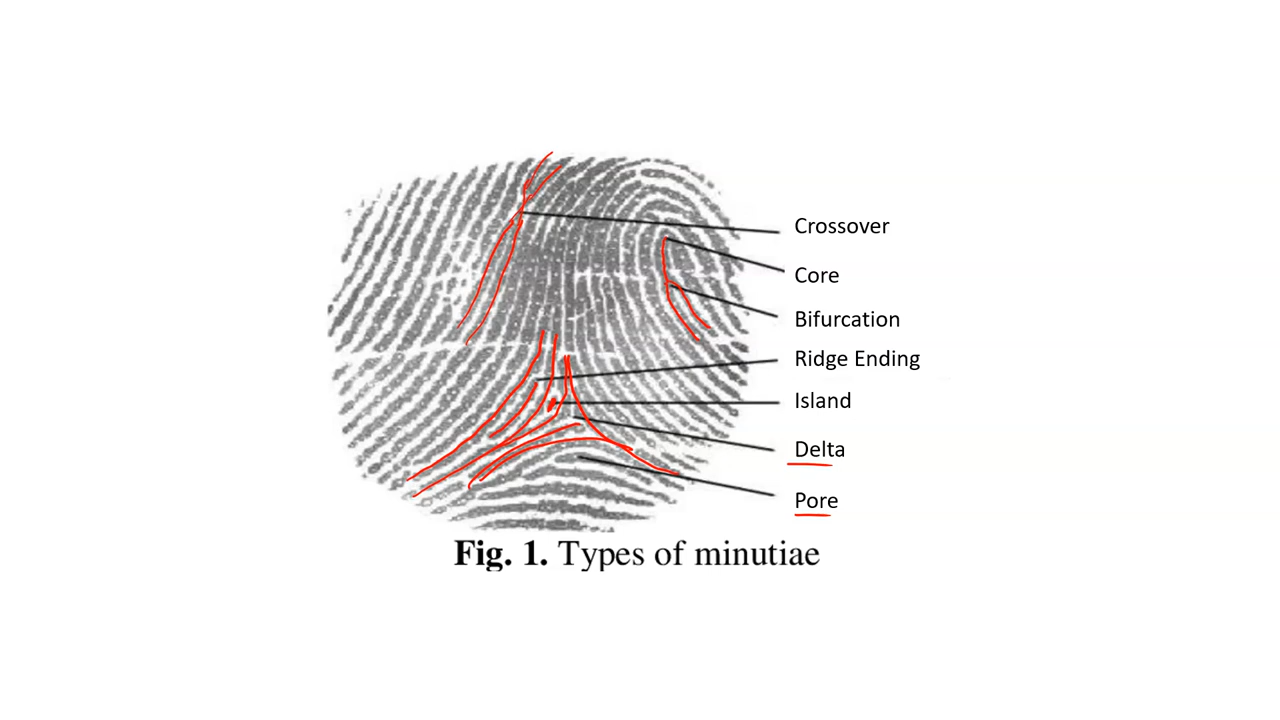 Crossover
Core
Bifurcation
Ridge Ending
Island
Delta
Pore
Fig. 1. Types of minutiae